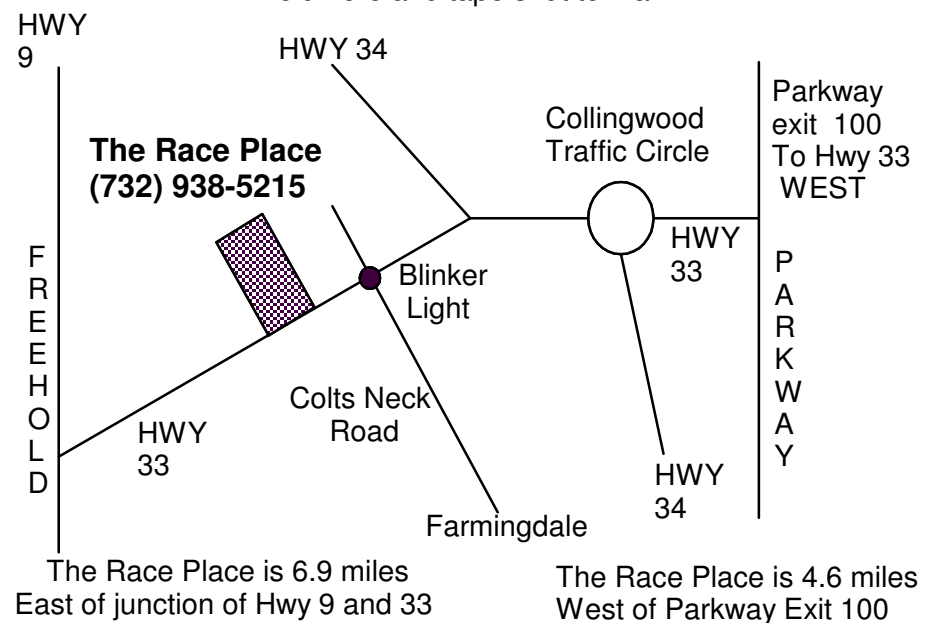 HWY
9
HWY 34
Collingwood
Traffic Circle
Parkway
exit 100
To Hwy 33
WEST
The Race Place
(732) 938-5215
HWY
33
Blinker
Light
FREEHOLD
PARKWAY
Colts Neck
Road
HWY
33
HWY
34
Farmingdale
The Race Place is 6.9 miles
East of junction of Hwy 9 and 33
The Race Place is 4.6 miles
West of Parkway Exit 100